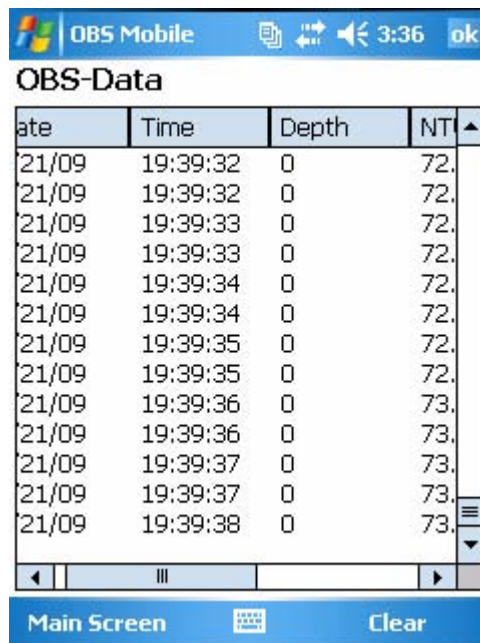 OBS Mobile 3:36 ok
OBS-Data
ate Time Depth NT
21/09 19:39:32 0 72.
21/09 19:39:32 0 72.
21/09 19:39:33 0 72.
21/09 19:39:33 0 72.
21/09 19:39:34 0 72.
21/09 19:39:34 0 72.
21/09 19:39:35 0 72.
21/09 19:39:35 0 72.
21/09 19:39:36 0 73.
21/09 19:39:36 0 73.
21/09 19:39:37 0 73.
21/09 19:39:37 0 73.
21/09 19:39:38 0 73.
Main Screen Clear